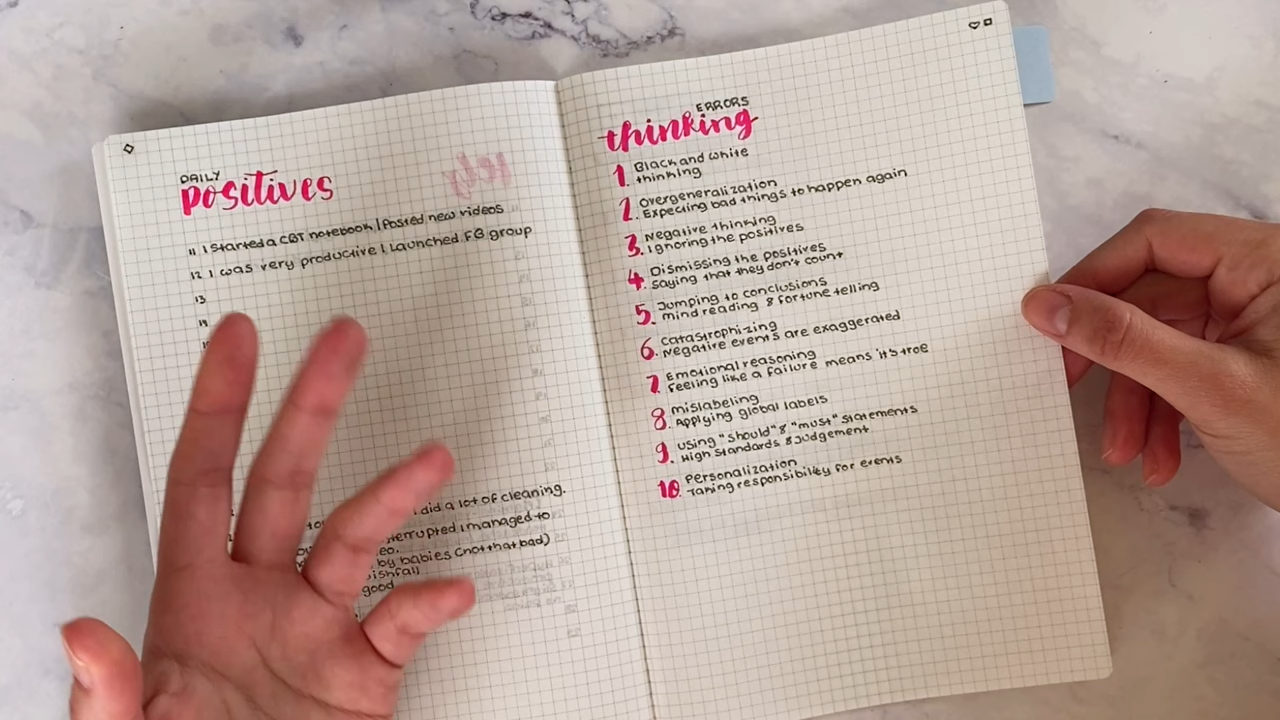 DAILY
positives
11 I started a CBT notebook / Posted new videos
12 I was very productive I launched FB group
13
14
did a lot of cleaning.
interrupted I managed to
by babies (not that bad)
good
ERRORS
thinking
1. Black and white
thinking
2. Overgeneralization
Expecting bad things to happen again
3. Negative thinking
Ignoring the positives
4. Dismissing the positives
Saying that they don't count
5. Jumping to conclusions
mind reading & fortune telling
6. Catastrophizing
Negative events are exaggerated
7. Emotional reasoning
Feeling like a failure means it's true
8. mislabeling
Applying global labels
9. Using "should" & "must" statements
High standards & judgement
10. Personalization
Taking responsibility for events